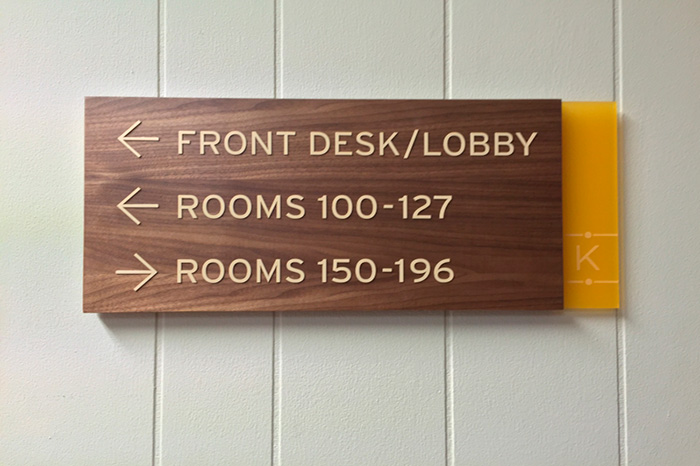 ← FRONT DESK/LOBBY
← ROOMS 100-127
→ ROOMS 150-196
K